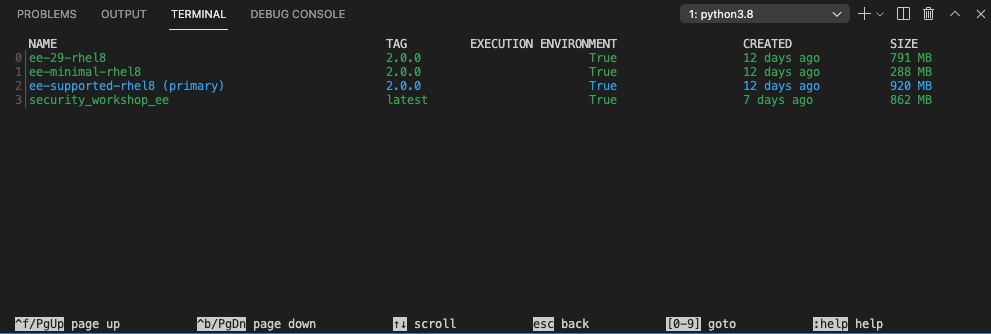 PROBLEMS OUTPUT TERMINAL DEBUG CONSOLE 1: python3.8
NAME TAG EXECUTION ENVIRONMENT CREATED SIZE
0│ee-29-rhel8 2.0.0 True 12 days ago 791 MB
1│ee-minimal-rhel8 2.0.0 True 12 days ago 288 MB
2│ee-supported-rhel8 (primary) 2.0.0 True 12 days ago 920 MB
3│security_workshop_ee latest True 7 days ago 862 MB
^f/PgUp page up ^b/PgDn page down ↑↓ scroll esc back [0-9] goto :help help